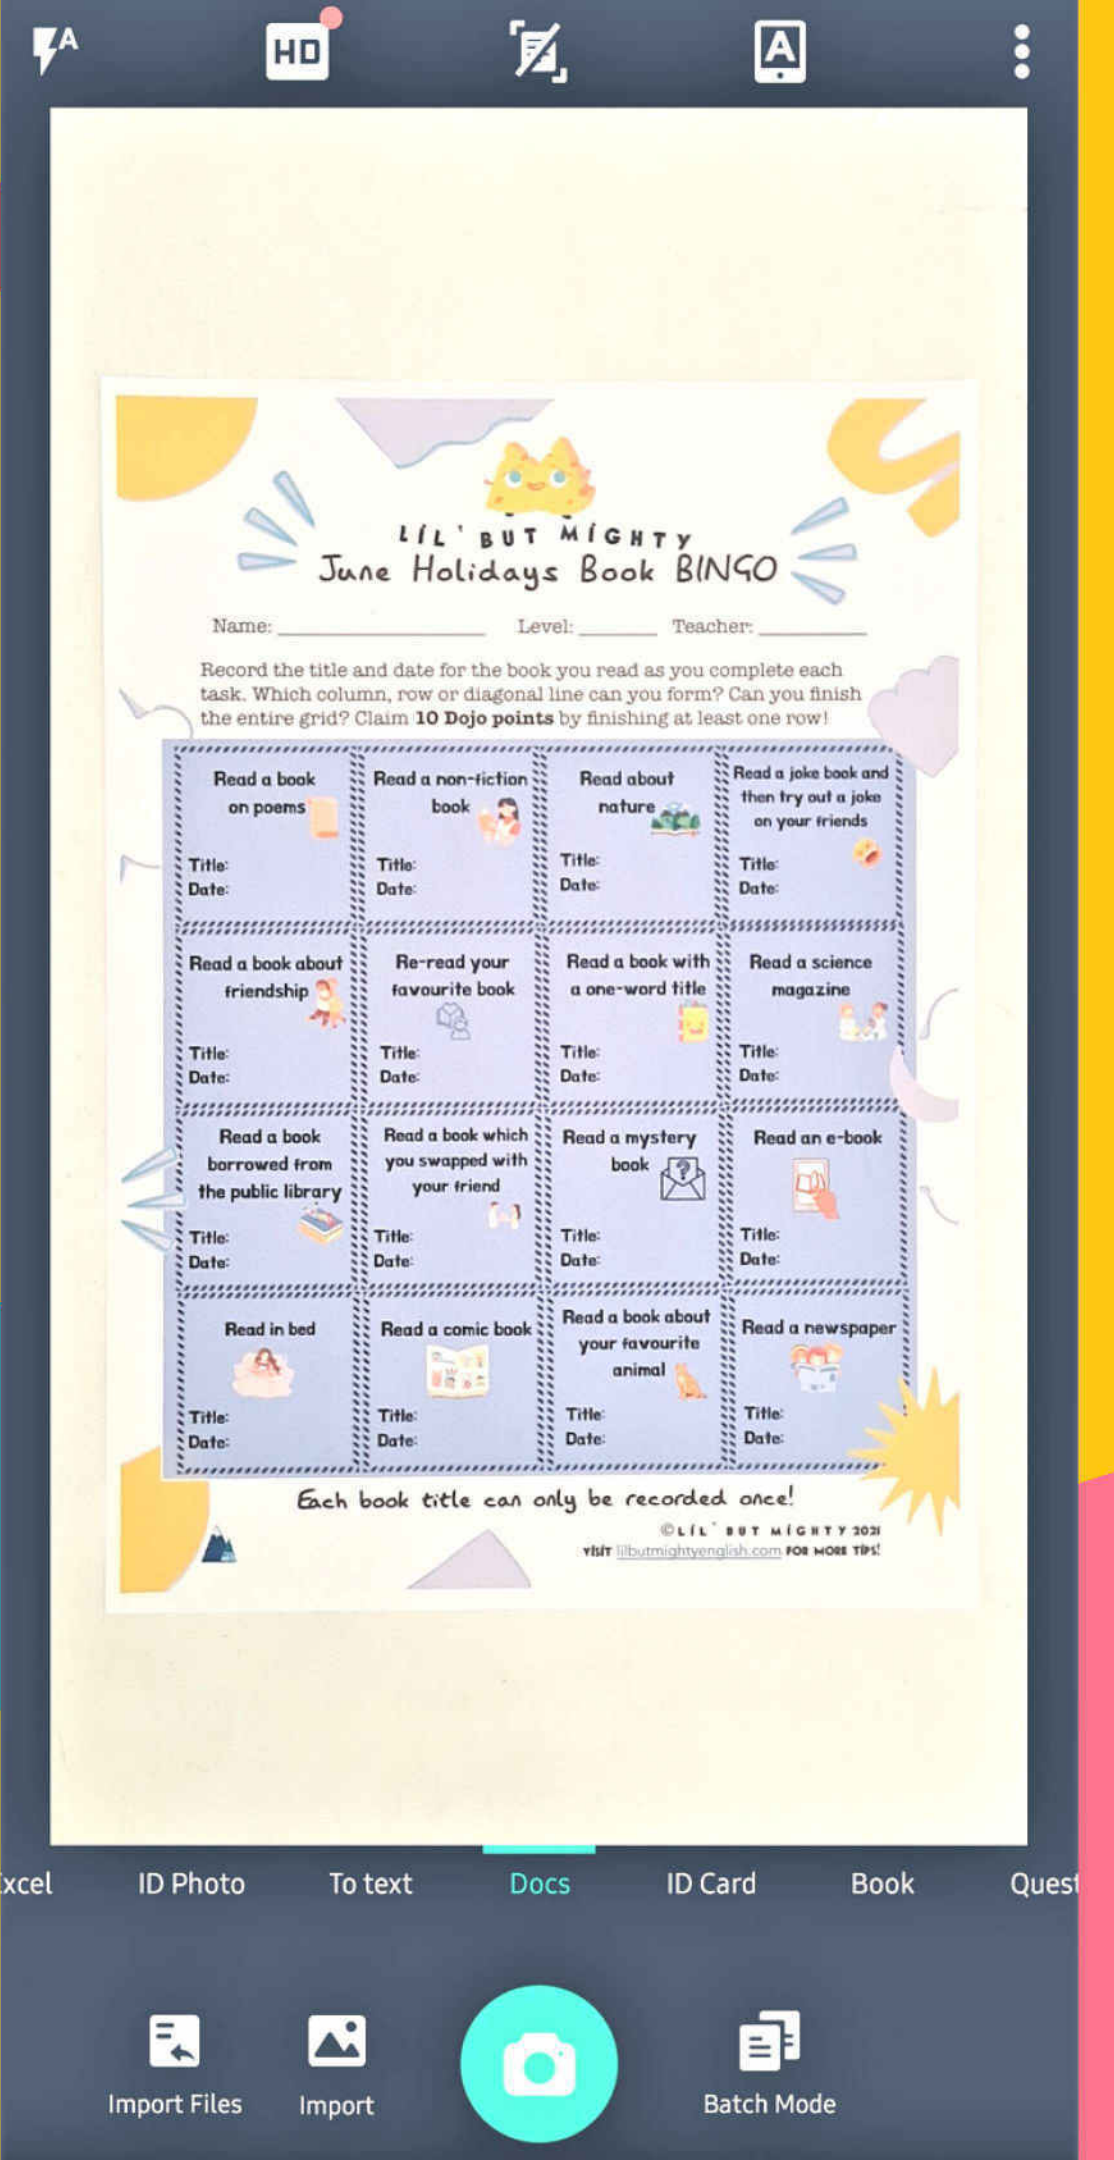 A
HD
A
LIL' BUT MIGHTY
June Holidays Book BINGO
Name: Level: Teacher:
Record the title and date for the book you read as you complete each
task. Which column, row or diagonal line can you form? Can you finish
the entire grid? Claim 10 Dojo points by finishing at least one row!
Read a book
on poems
Title:
Date:
Read a non-fiction
book
Title:
Date:
Read about
nature
Title:
Date:
Read a joke book and
then try out a joke
on your friends
Title:
Date:
Read a book about
friendship
Title:
Date:
Re-read your
favourite book
Title:
Date:
Read a book with
a one-word title
Title:
Date:
Read a science
magazine
Title:
Date:
Read a book
borrowed from
the public library
Title:
Date:
Read a book which
you swapped with
your friend
Title:
Date:
Read a mystery
book
?
Title:
Date:
Read an e-book
Title:
Date:
Read in bed
Title:
Date:
Read a comic book
Title:
Date:
Read a book about
your favourite
animal
Title:
Date:
Read a newspaper
Title:
Date:
Each book title can only be recorded once!
©LIL' BUT MIGHTY 2021
VISIT lilbutmightyenglish.com FOR MORE TIPS!
xcel ID Photo To text Docs ID Card Book Quest
Import Files Import Batch Mode